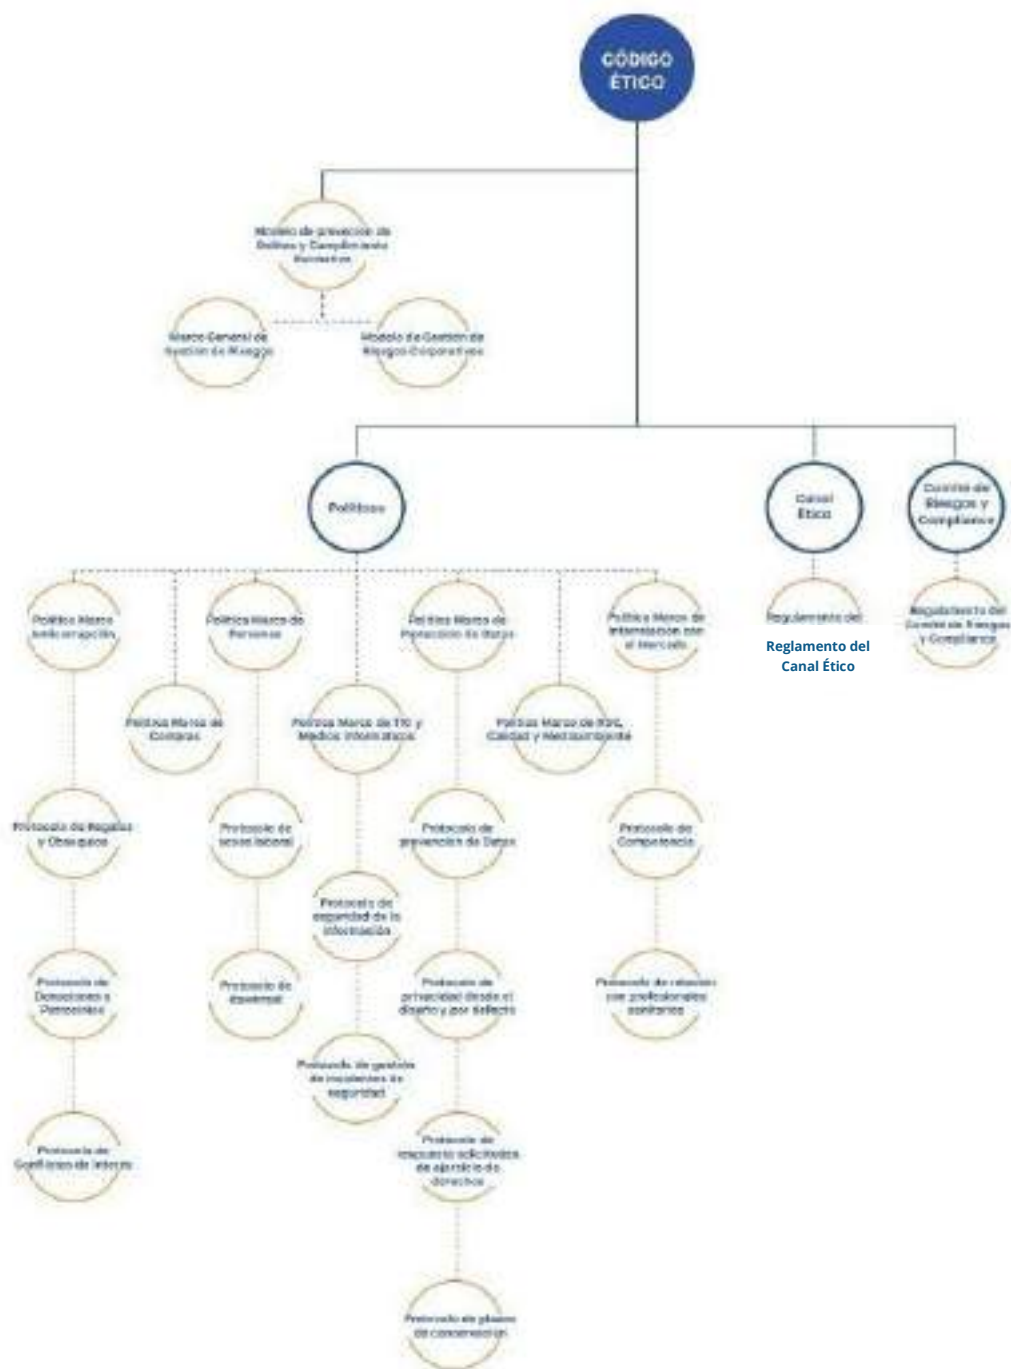 CÓDIGO
ÉTICO
Modelo de prevención de
Delitos y Cumplimiento
Normativo
Marco General de
Gestión de Riesgos
Modelo de Gestión de
Riesgos Corporativos
Políticas
Canal
Ético
Comité de
Riesgos y
Compliance
Política Marco
Anticorrupción
Política Marco de
Personas
Política Marco de
Protección de Datos
Política Marco de
Interrelación con
el Mercado
Reglamento del
Reglamento del
Canal Ético
Reglamento del
Comité de Riesgos
y Compliance
Política Marco de
Compras
Política Marco de TIC y
Medios Informáticos
Política Marco de RSC,
Calidad y Medioambiente
Protocolo de Regalos
y Obsequios
Protocolo de
acoso laboral
Protocolo de
prevención de Datos
Protocolo de
Competencia
Protocolo de
seguridad de la
información
Protocolo de
Donaciones y
Patrocinios
Protocolo de
Protocolo de
privacidad desde el
diseño y por defecto
Protocolo de relación
con profesionales
sanitarios
Protocolo de gestión
de incidentes de
seguridad
Protocolo de
Conflictos de Interés
Protocolo de
respuesta solicitudes
de ejercicio de
derechos
Protocolo de plazos
de conservación